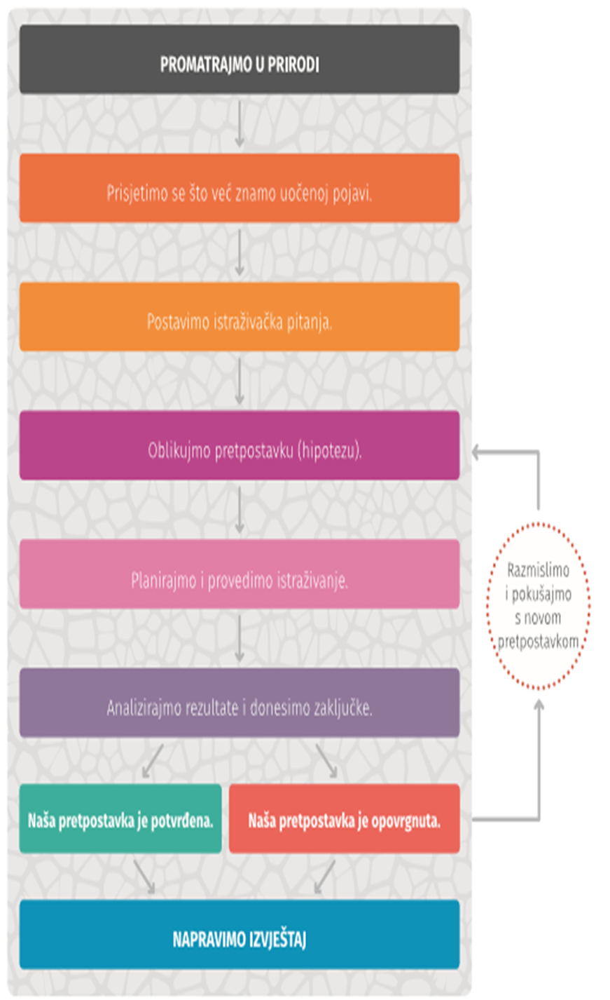 PROMATRAJMO U PRIRODI
Prisjetimo se što već znamo uočenoj pojavi.
Postavimo istraživačka pitanja.
Oblikujmo pretpostavku (hipotezu).
Planirajmo i provedimo istraživanje.
Analizirajmo rezultate i donesimo zaključke.
Naša pretpostavka je potvrđena.
Naša pretpostavka je opovrgnuta.
Razmislimo
i pokušajmo
s novom
pretpostavkom.
NAPRAVIMO IZVJEŠTAJ